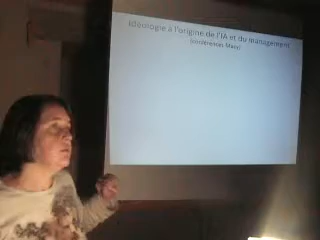 Idéologie à l'origine de l'IA et du management
(conférences Macy)